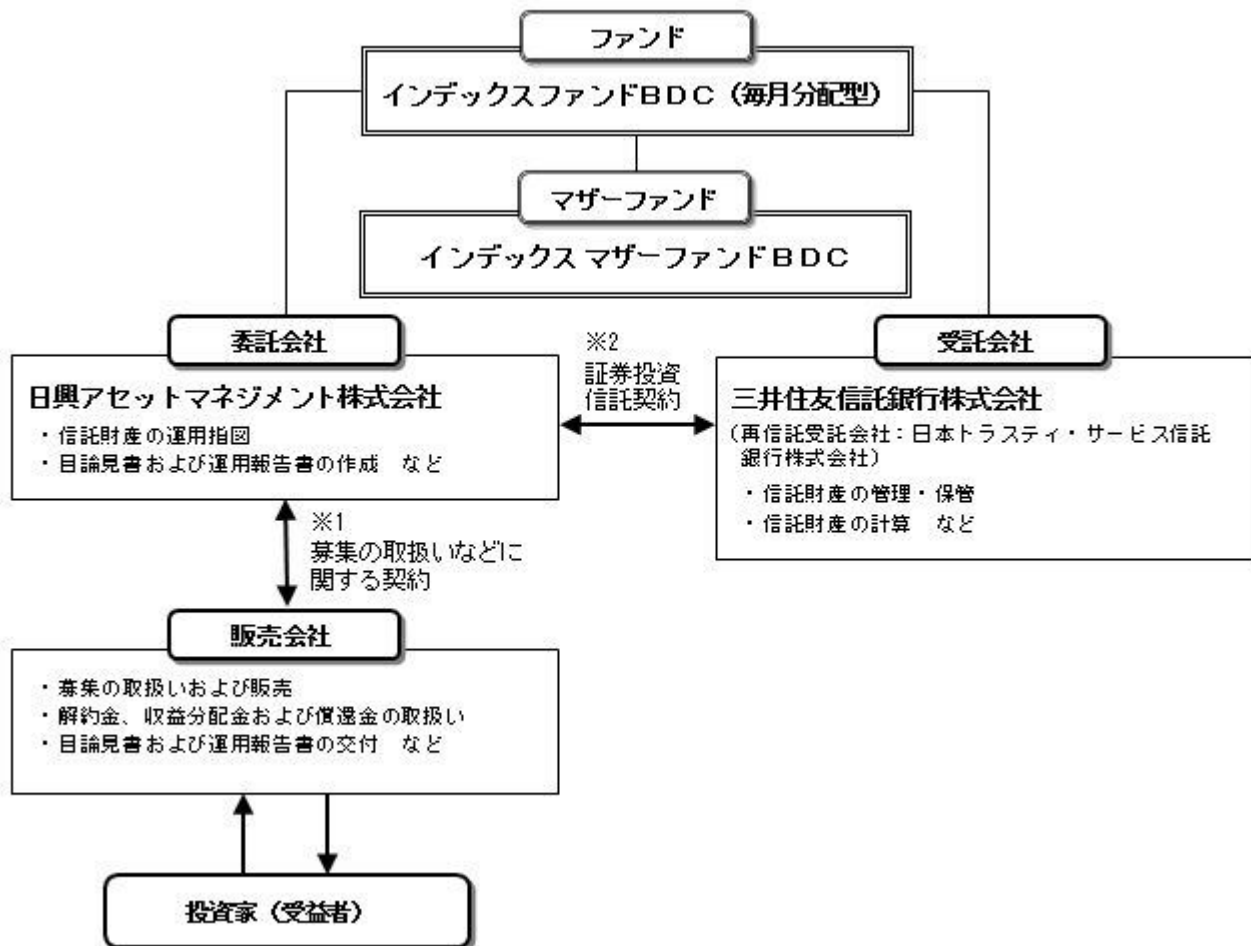 ファンド
インデックスファンドBDC(毎月分配型)
マザーファンド
インデックス マザーファンドBDC
委託会社
日興アセットマネジメント株式会社
・信託財産の運用指図
・目論見書および運用報告書の作成 など
※2
証券投資
信託契約
受託会社
三井住友信託銀行株式会社
(再信託受託会社:日本トラスティ・サービス信託
銀行株式会社)
・信託財産の管理・保管
・信託財産の計算 など
※1
募集の取扱いなどに
関する契約
販売会社
・募集の取扱いおよび販売
・解約金、収益分配金および償還金の取扱い
・目論見書および運用報告書の交付 など
投資家(受益者)